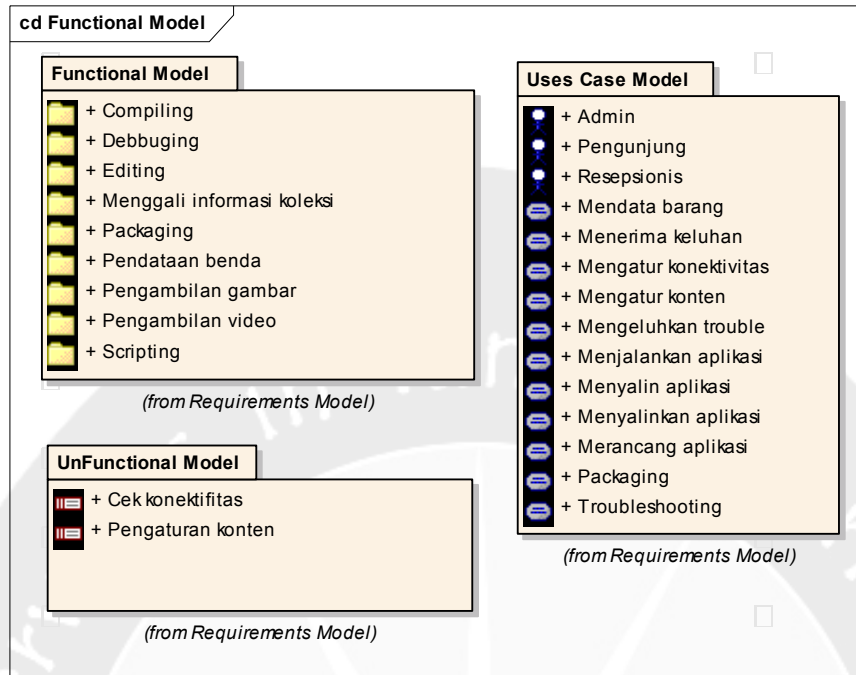 cd Functional Model
Functional Model
+ Compiling
+ Debbuging
+ Editing
+ Menggali informasi koleksi
+ Packaging
+ Pendataan benda
+ Pengambilan gambar
+ Pengambilan video
+ Scripting
(from Requirements Model)
UnFunctional Model
+ Cek konektifitas
+ Pengaturan konten
(from Requirements Model)
Uses Case Model
+ Admin
+ Pengunjung
+ Resepsionis
+ Mendata barang
+ Menerima keluhan
+ Mengatur konektivitas
+ Mengatur konten
+ Mengeluhkan trouble
+ Menjalankan aplikasi
+ Menyalin aplikasi
+ Menyalinkan aplikasi
+ Merancang aplikasi
+ Packaging
+ Troubleshooting
(from Requirements Model)